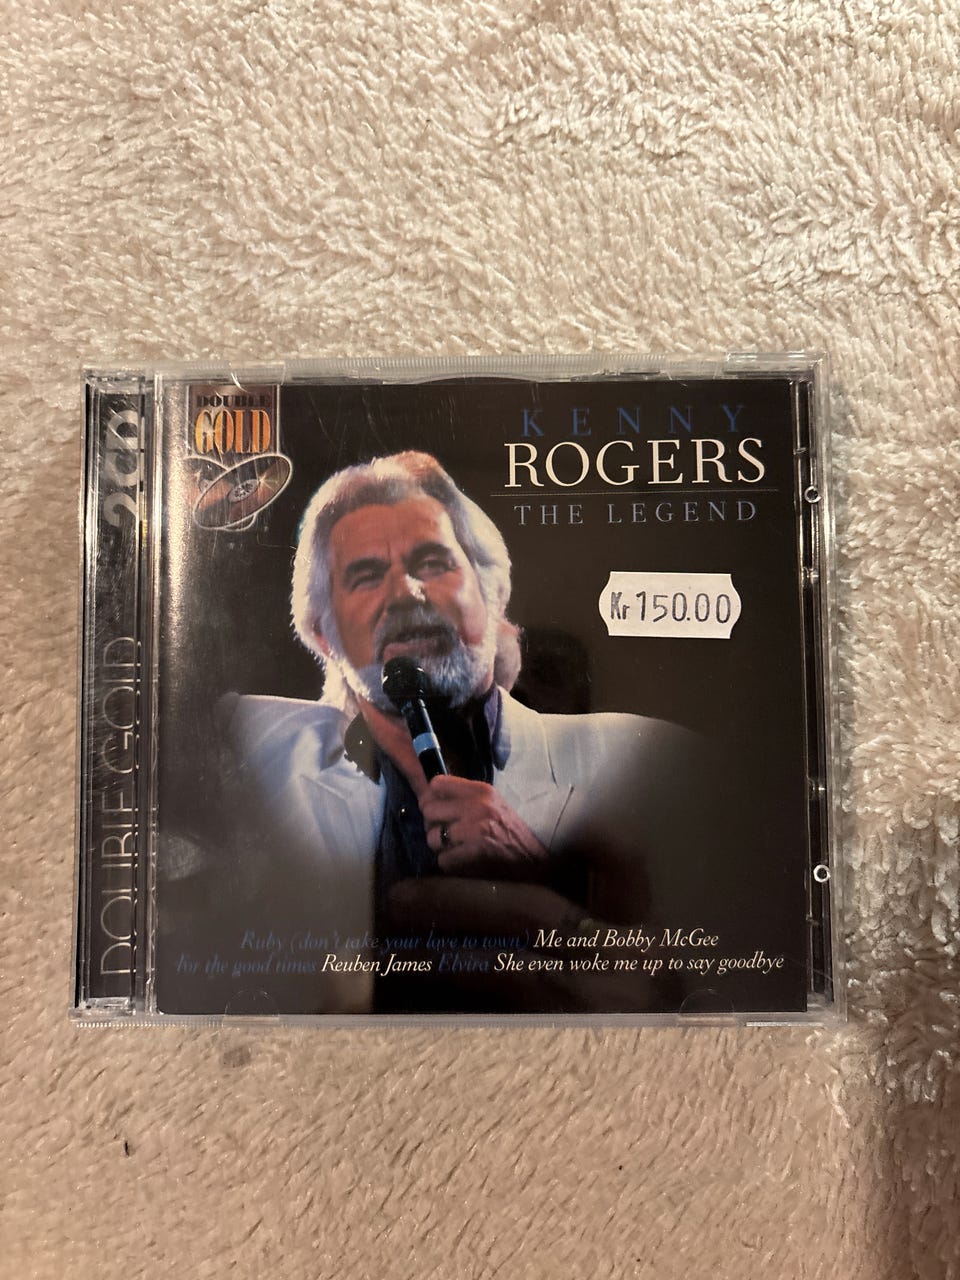 DOUBLE
GOLD
KENNY
ROGERS
THE LEGEND
Kr 150.00
Ruby (don't take your love to town) Me and Bobby McGee
For the good times Reuben James Elvira She even woke me up to say goodbye
2CD
DOUBLE GOLD